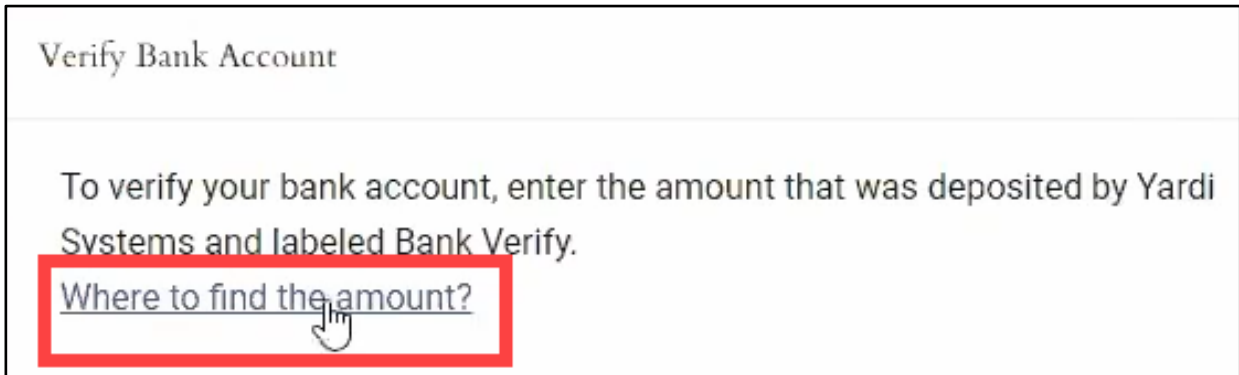 Verify Bank Account
To verify your bank account, enter the amount that was deposited by Yardi
Systems and labeled Bank Verify.
Where to find the amount?